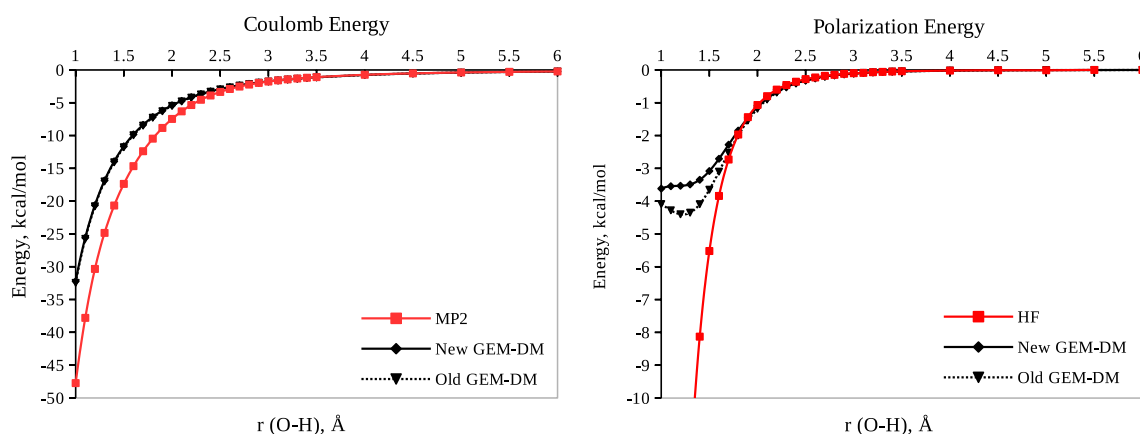 Coulomb Energy
1 1.5 2 2.5 3 3.5 4 4.5 5 5.5 6
0
-5
-10
-15
-20
-25
-30
-35
-40
-45
-50
Energy, kcal/mol
MP2
New GEM-DM
Old GEM-DM
r (O-H), Å
Polarization Energy
1 1.5 2 2.5 3 3.5 4 4.5 5 5.5 6
0
-1
-2
-3
-4
-5
-6
-7
-8
-9
-10
Energy, kcal/mol
HF
New GEM-DM
Old GEM-DM
r (O-H), Å